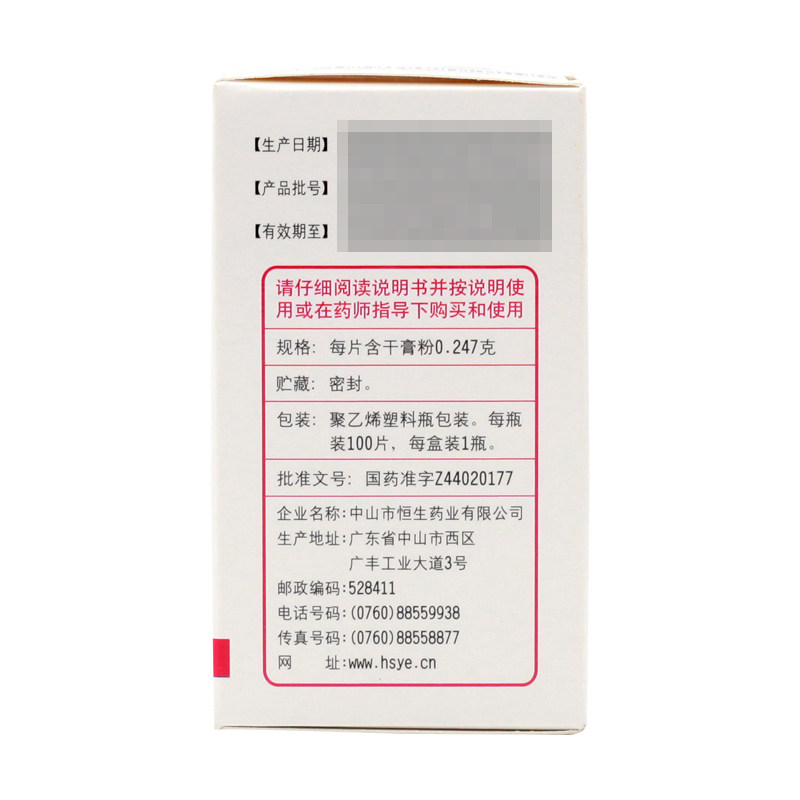 【生产日期】
【产品批号】
【有效期至】
请仔细阅读说明书并按说明使
用或在药师指导下购买和使用
规格：每片含干膏粉0.247克
贮藏：密封。
包装：聚乙烯塑料瓶包装。每瓶
装100片，每盒装1瓶。
批准文号：国药准字Z44020177
企业名称:中山市恒生药业有限公司
生产地址:广东省中山市西区
广丰工业大道3号
邮政编码:528411
电话号码:(0760)88559938
传真号码:(0760)88558877
网　　址:www.hsye.cn